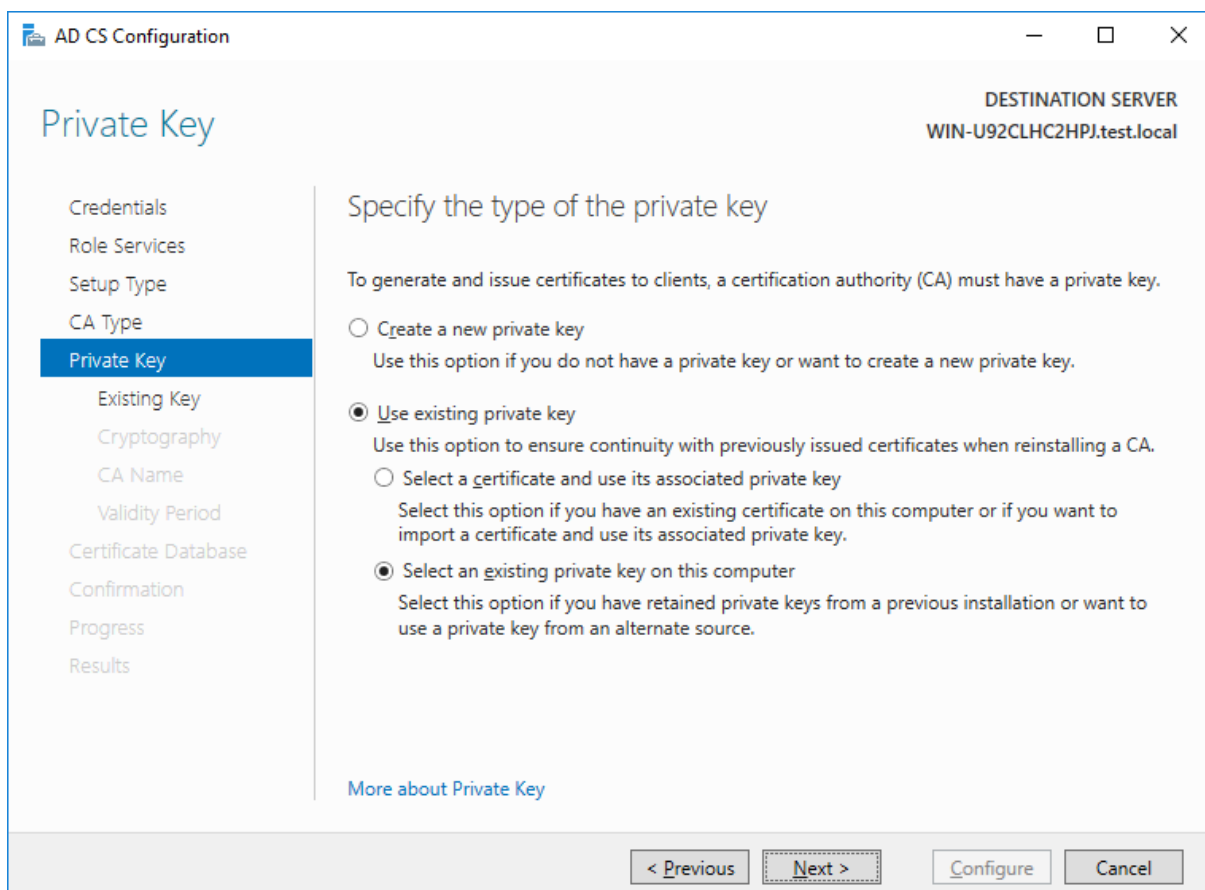 AD CS Configuration
Private Key
DESTINATION SERVER
WIN-U92CLHC2HPJ.test.local
Credentials
Role Services
Setup Type
CA Type
Private Key
Existing Key
Cryptography
CA Name
Validity Period
Certificate Database
Confirmation
Progress
Results
Specify the type of the private key
To generate and issue certificates to clients, a certification authority (CA) must have a private key.
Create a new private key
Use this option if you do not have a private key or want to create a new private key.
Use existing private key
Use this option to ensure continuity with previously issued certificates when reinstalling a CA.
Select a certificate and use its associated private key
Select this option if you have an existing certificate on this computer or if you want to
import a certificate and use its associated private key.
Select an existing private key on this computer
Select this option if you have retained private keys from a previous installation or want to
use a private key from an alternate source.
More about Private Key
< Previous
Next >
Configure
Cancel